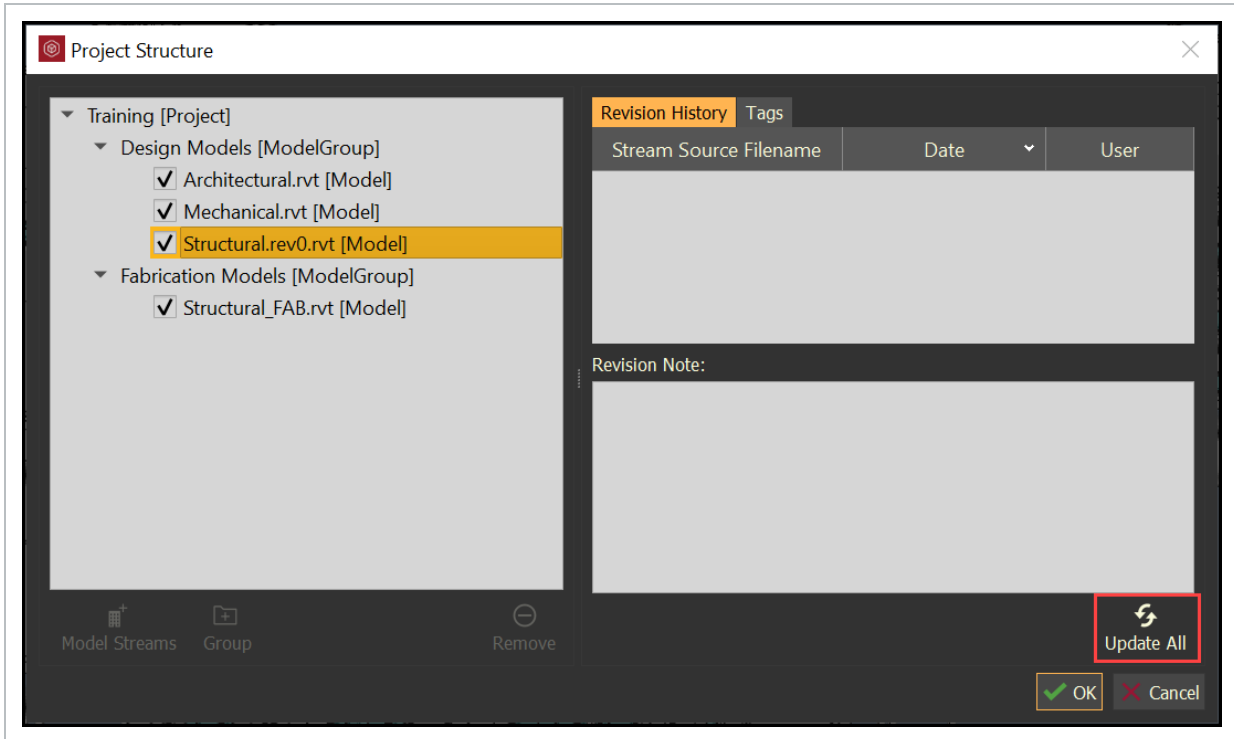 Project Structure
Training [Project]
Design Models [ModelGroup]
Architectural.rvt [Model]
Mechanical.rvt [Model]
Structural.rev0.rvt [Model]
Fabrication Models [ModelGroup]
Structural_FAB.rvt [Model]
Model Streams Group Remove
Revision History Tags
Stream Source Filename Date User
Revision Note:
Update All
OK Cancel